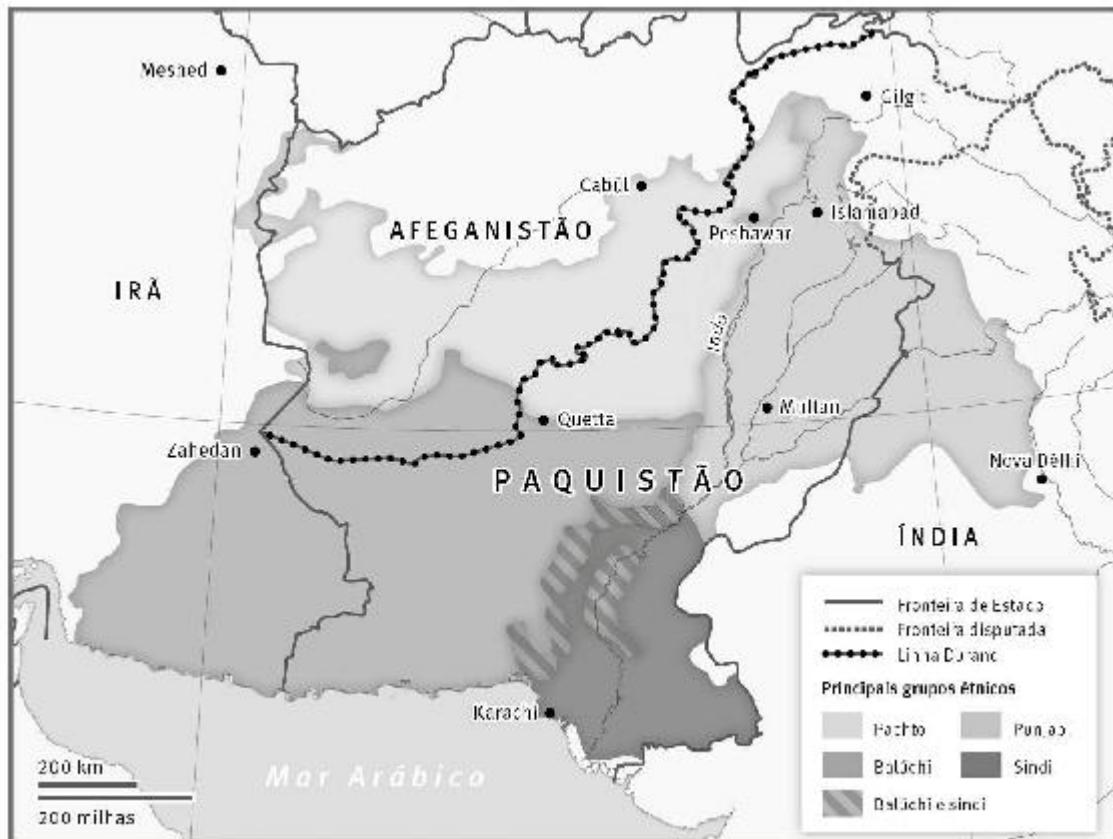 Meshed
Gilgit
Cabul
AFEGANISTÃO
Islamabad
Peshawar
IRÃ
Indo
Quetta
Multan
Zahedan
PAQUISTÃO
Nova Délhi
ÍNDIA
Karachi
Mar Arábico
200 km
200 milhas
Fronteira de Estado
Fronteira disputada
Linha Durand
Principais grupos étnicos
Pachto
Punjab
Balúchi
Sindi
Balúchi e sindi